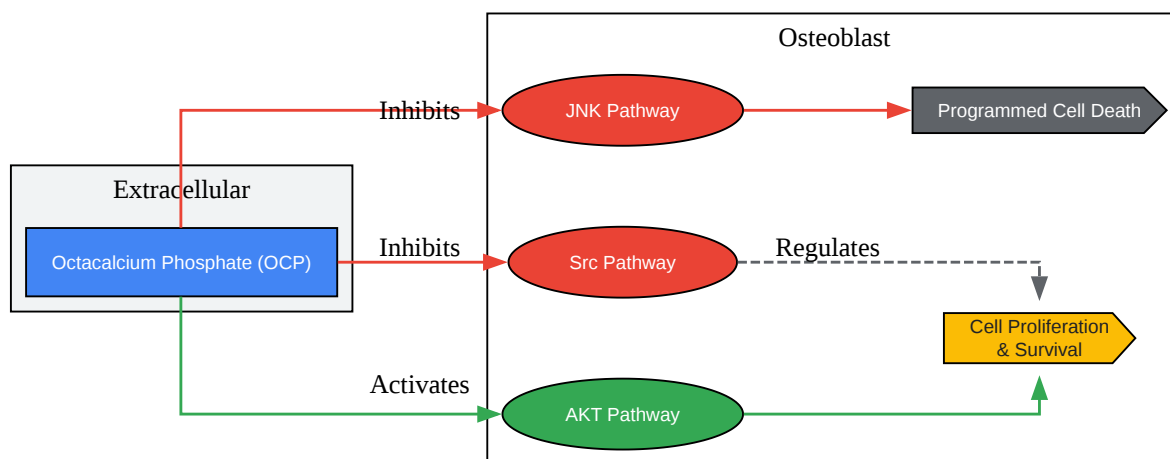 Osteoblast
Inhibits
JNK Pathway
Programmed Cell Death
Extracellular
Octacalcium Phosphate (OCP)
Inhibits
Src Pathway
Regulates
Cell Proliferation
& Survival
Activates
AKT Pathway